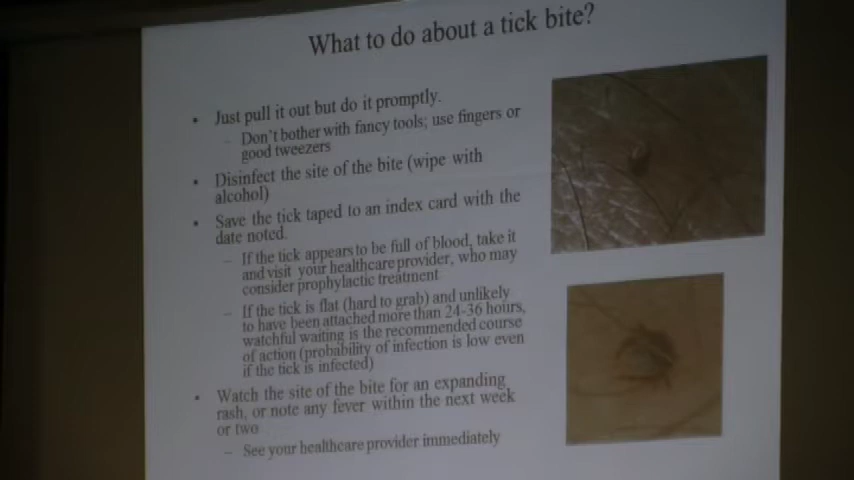 What to do about a tick bite?
• Just pull it out but do it promptly.
– Don't bother with fancy tools; use fingers or
good tweezers
• Disinfect the site of the bite (wipe with
alcohol)
• Save the tick taped to an index card with the
date noted.
– If the tick appears to be full of blood, take it
and visit your healthcare provider, who may
consider prophylactic treatment
– If the tick is flat (hard to grab) and unlikely
to have been attached more than 24-36 hours,
watchful waiting is the recommended course
of action (probability of infection is low even
if the tick is infected)
• Watch the site of the bite for an expanding
rash, or note any fever within the next week
or two
– See your healthcare provider immediately